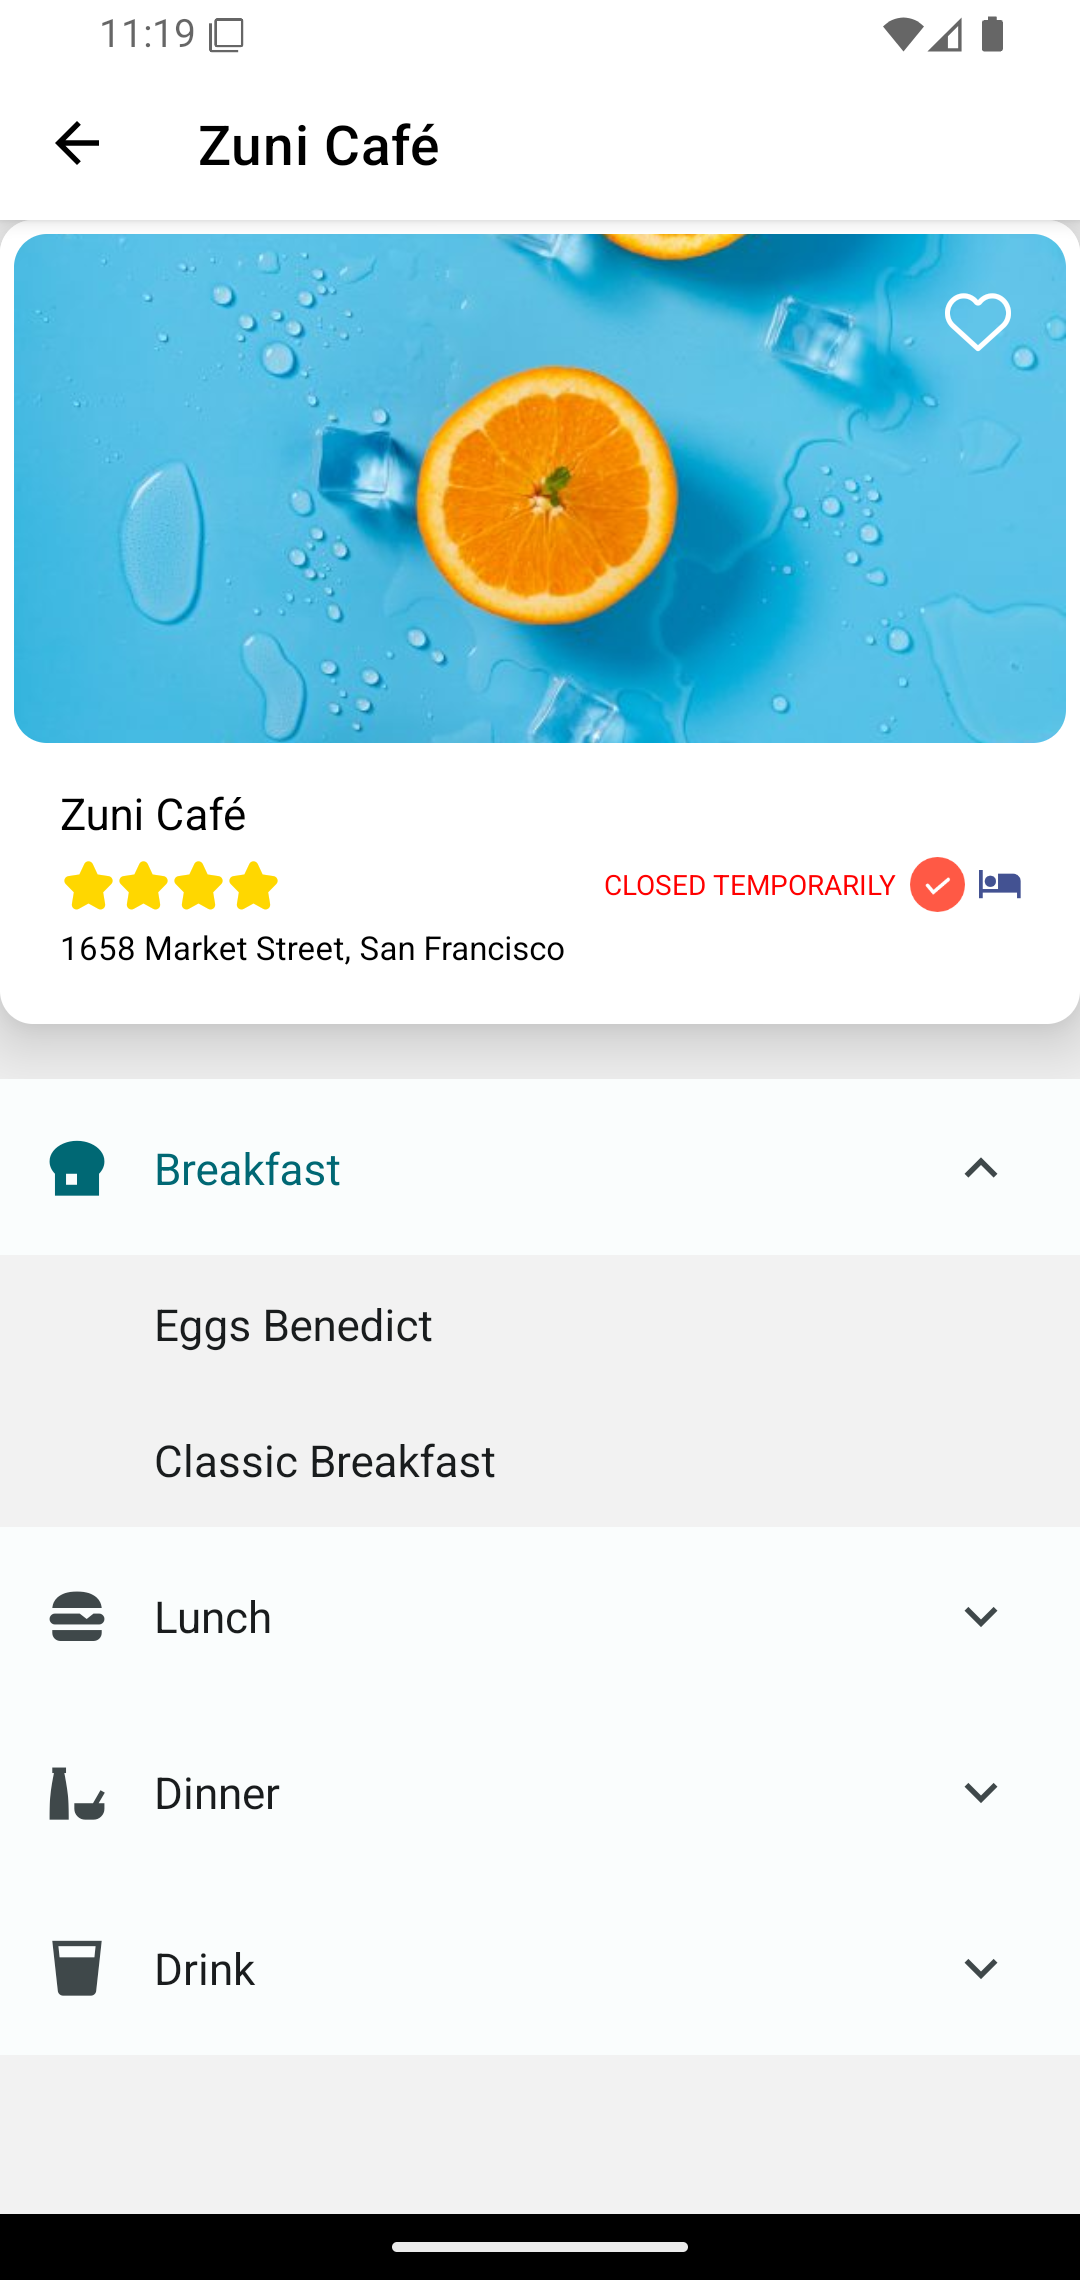 11:19
Zuni Café
Zuni Café
CLOSED TEMPORARILY
1658 Market Street, San Francisco
Breakfast
Eggs Benedict
Classic Breakfast
Lunch
Dinner
Drink